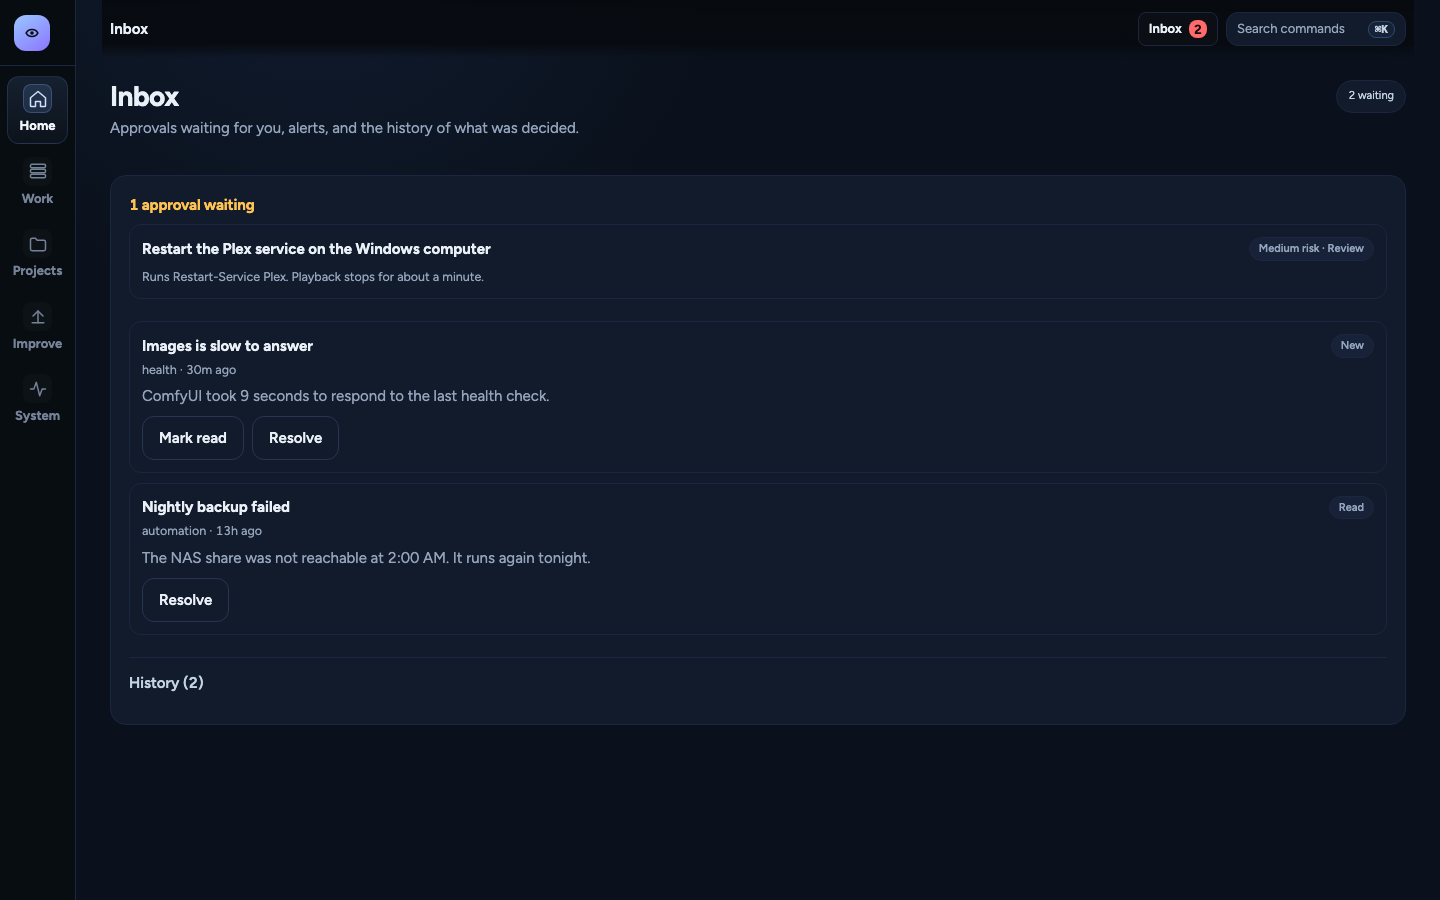 Inbox
Inbox 2
Search commands ⌘K
Home
Work
Projects
Improve
System
Inbox
2 waiting
Approvals waiting for you, alerts, and the history of what was decided.
1 approval waiting
Restart the Plex service on the Windows computer
Medium risk · Review
Runs Restart-Service Plex. Playback stops for about a minute.
Images is slow to answer
New
health · 30m ago
ComfyUI took 9 seconds to respond to the last health check.
Mark read
Resolve
Nightly backup failed
Read
automation · 13h ago
The NAS share was not reachable at 2:00 AM. It runs again tonight.
Resolve
History (2)